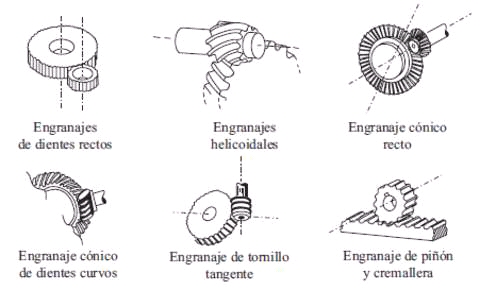 Engranajes
de dientes rectos
Engranajes
helicoidales
Engranaje cónico
recto
Engranaje cónico
de dientes curvos
Engranaje de tornillo
tangente
Engranaje de piñón
y cremallera